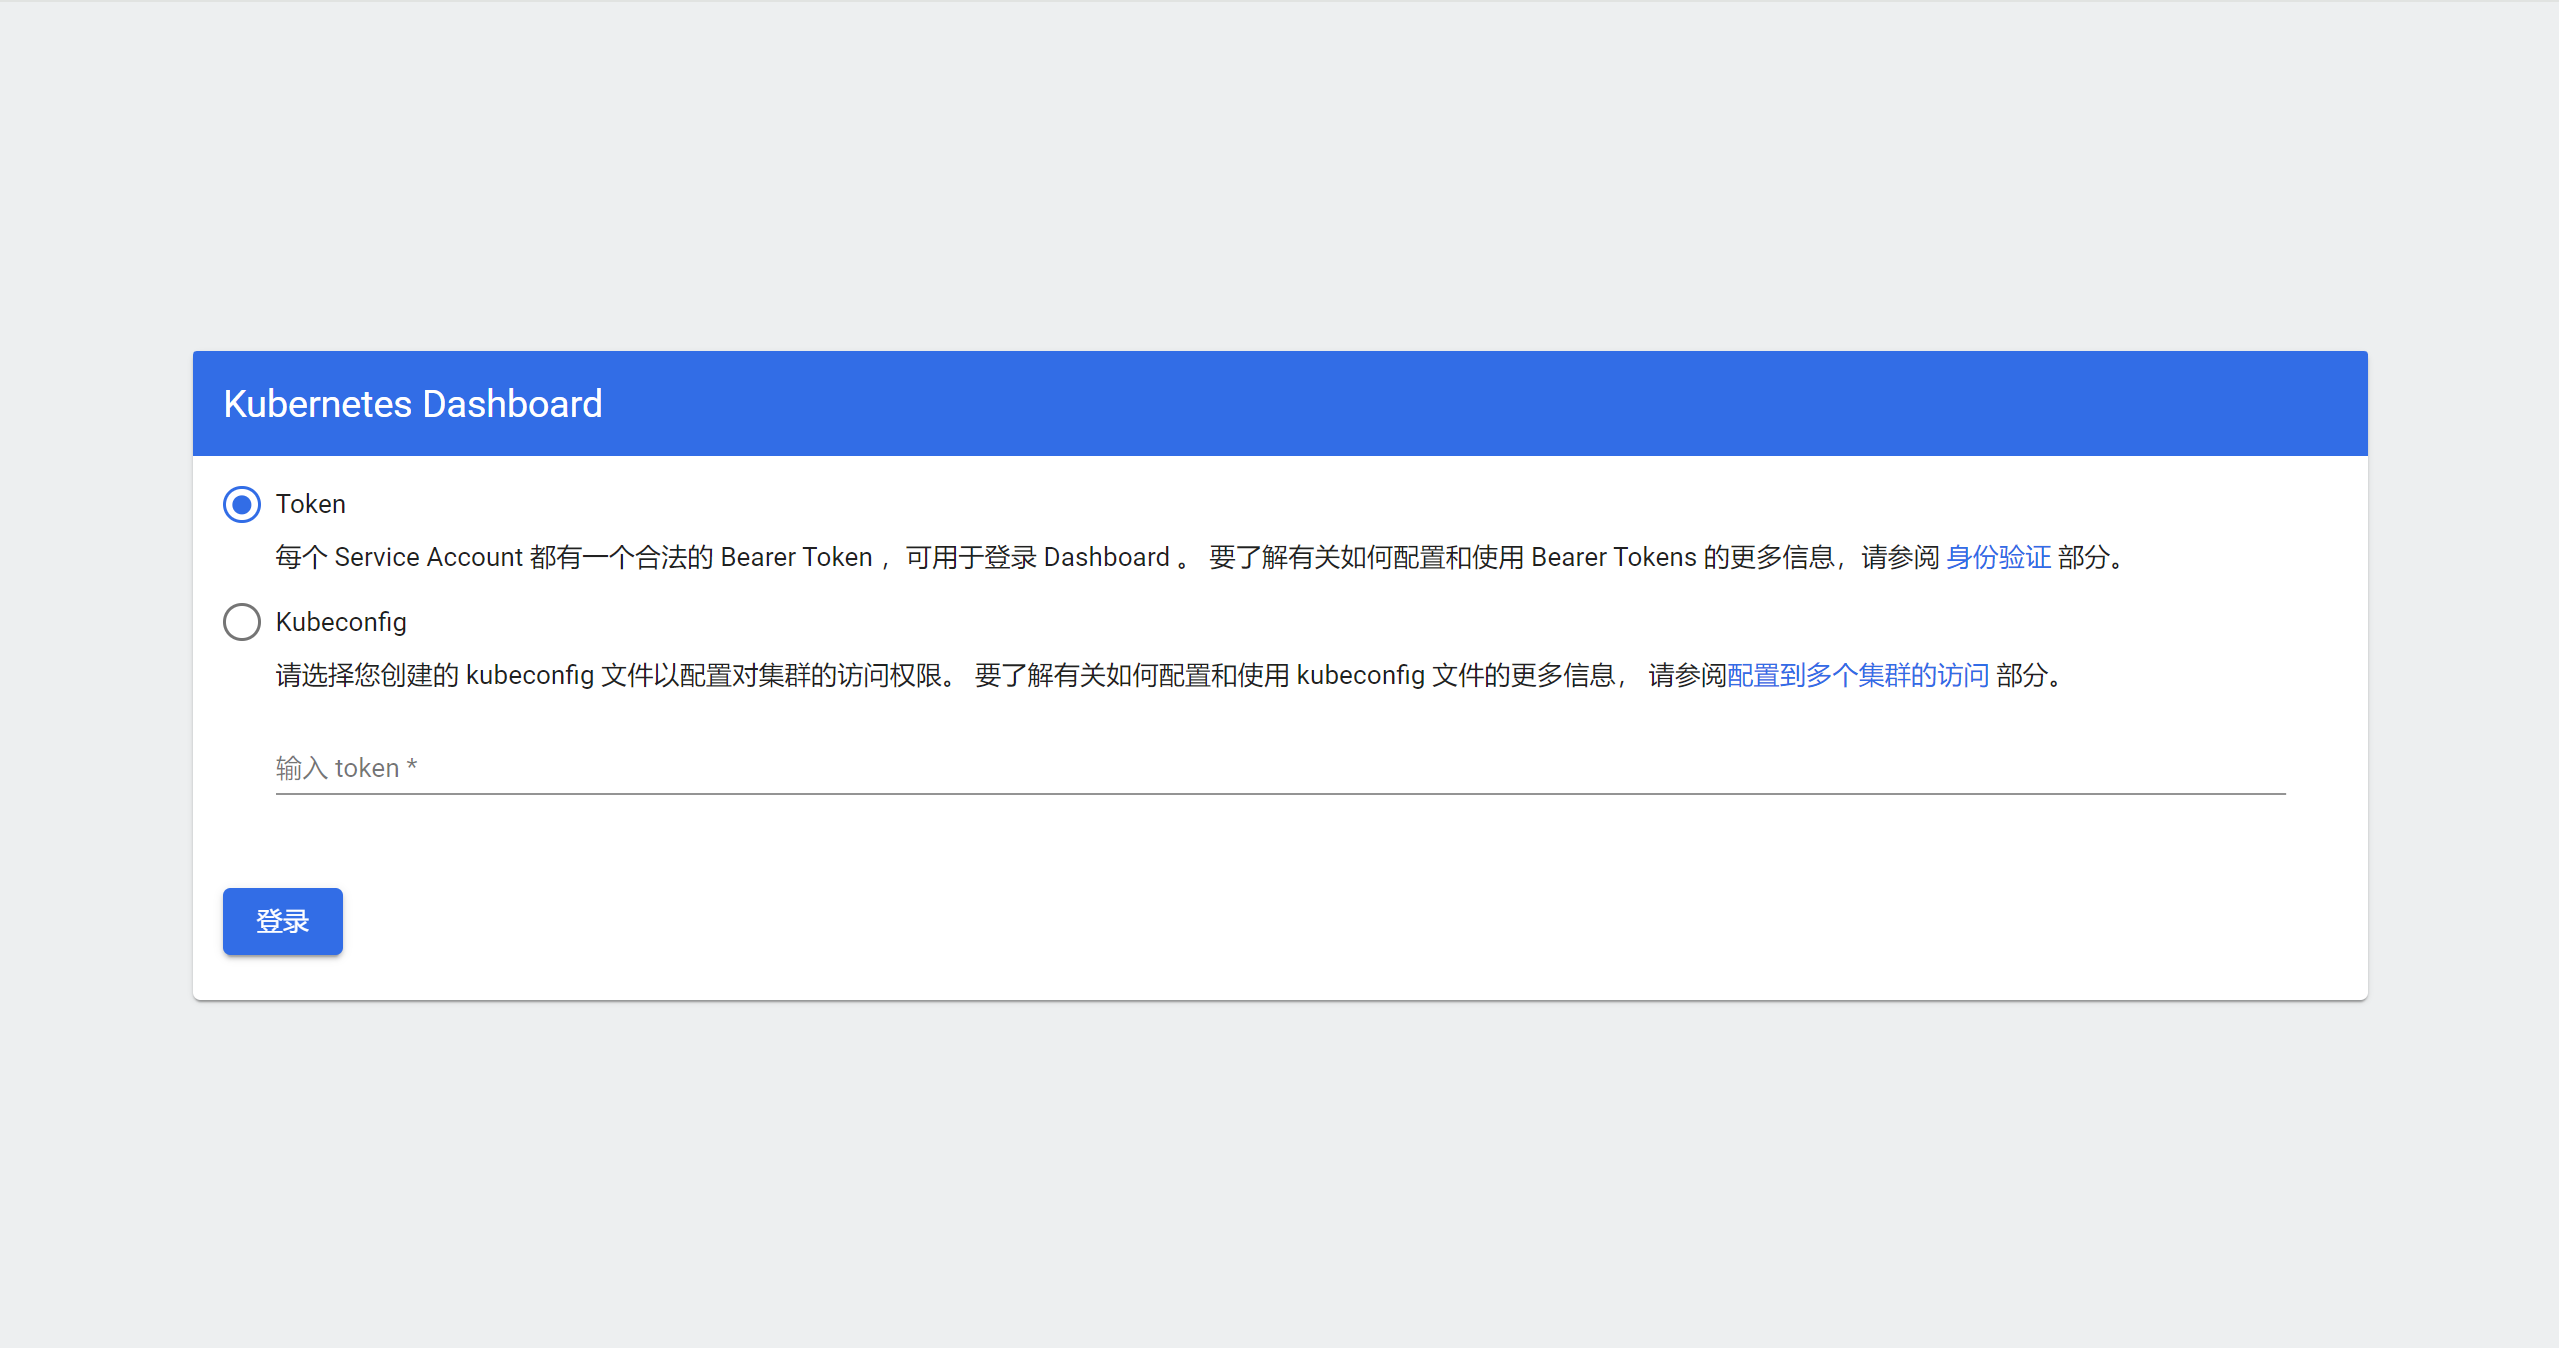 Kubernetes Dashboard
Token
每个 Service Account 都有一个合法的 Bearer Token ，可用于登录 Dashboard 。 要了解有关如何配置和使用 Bearer Tokens 的更多信息，请参阅 身份验证 部分。
Kubeconfig
请选择您创建的 kubeconfig 文件以配置对集群的访问权限。 要了解有关如何配置和使用 kubeconfig 文件的更多信息， 请参阅配置到多个集群的访问 部分。
输入 token *
登录